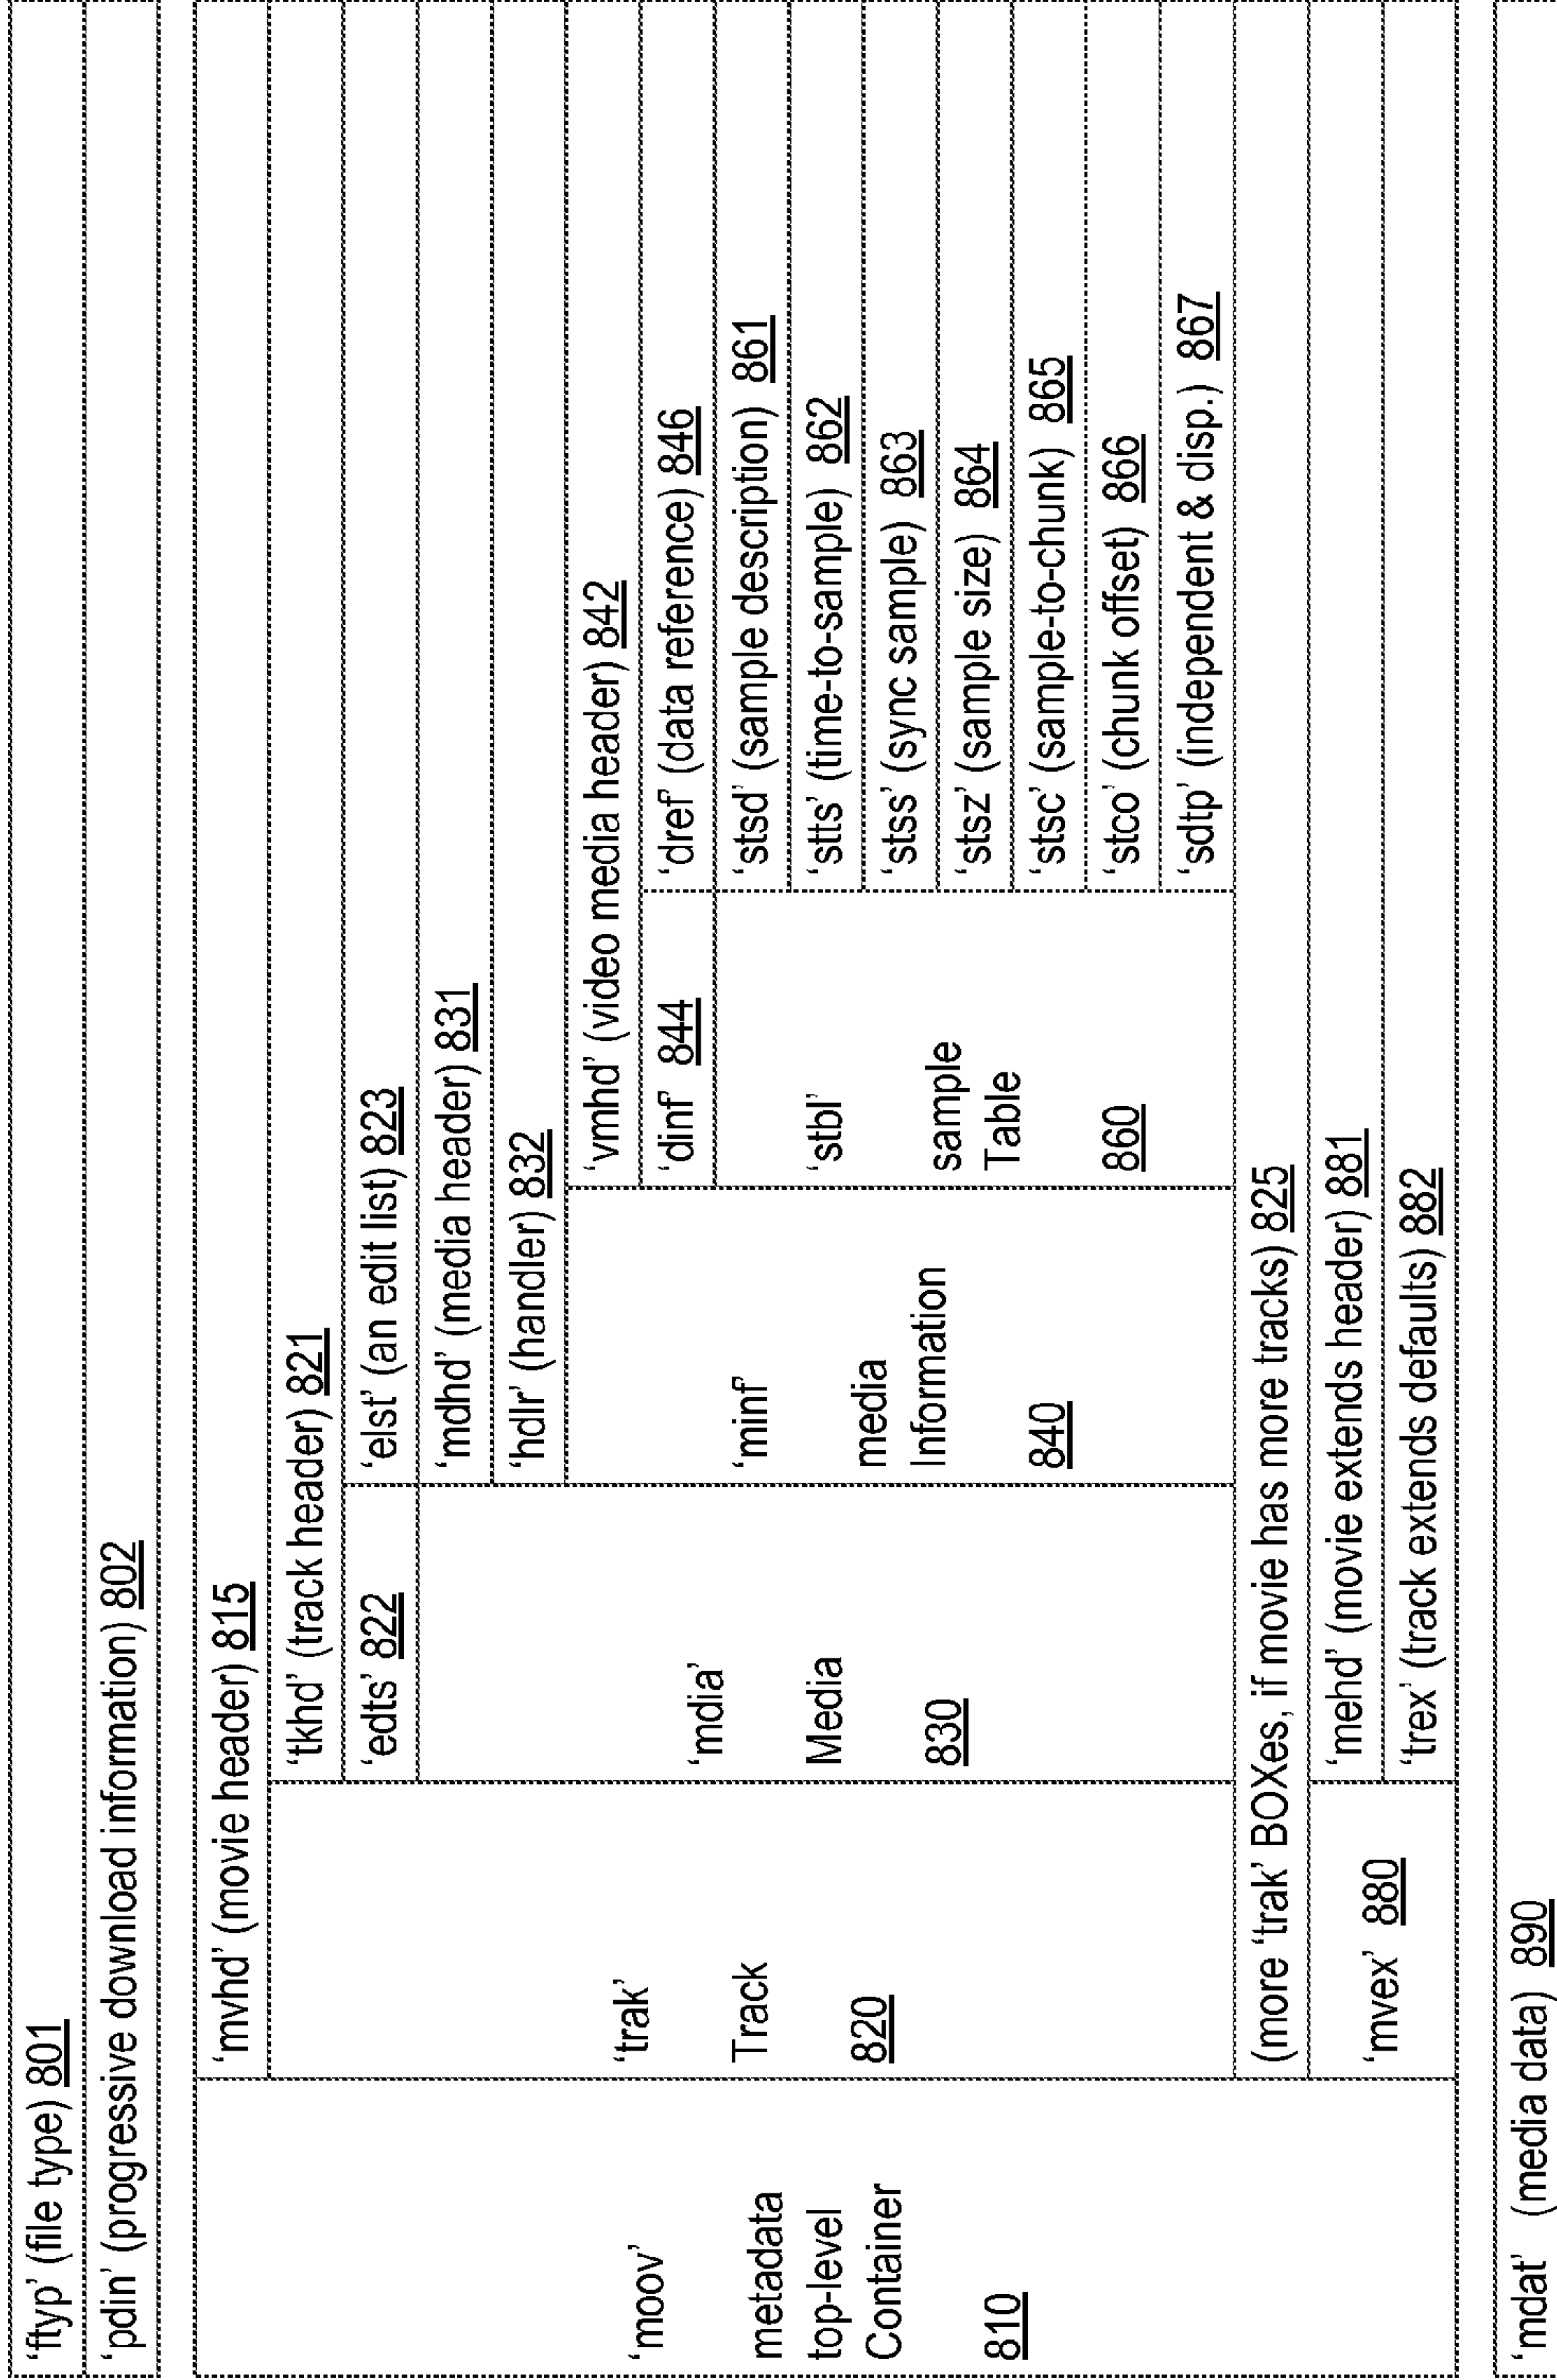 ‘ftyp’ (file type) 801
‘pdin’ (progressive download information) 802
‘moov’
metadata
top-level
Container
810
‘mvhd’ (movie header) 815
‘trak’
Track
820
‘tkhd’ (track header) 821
‘edts’ 822
‘elst’ (an edit list) 823
‘mdia’
Media
830
‘mdhd’ (media header) 831
‘hdlr’ (handler) 832
‘minf’
media
Information
840
‘vmhd’ (video media header) 842
‘dinf’ 844
‘dref’ (data reference) 846
‘stbl’
sample
Table
860
‘stsd’ (sample description) 861
‘stts’ (time-to-sample) 862
‘stss’ (sync sample) 863
‘stsz’ (sample size) 864
‘stsc’ (sample-to-chunk) 865
‘stco’ (chunk offset) 866
‘sdtp’ (independent & disp.) 867
(more ‘trak’ BOXes, if movie has more tracks) 825
‘mvex’ 880
‘mehd’ (movie extends header) 881
‘trex’ (track extends defaults) 882
‘mdat’ (media data) 890